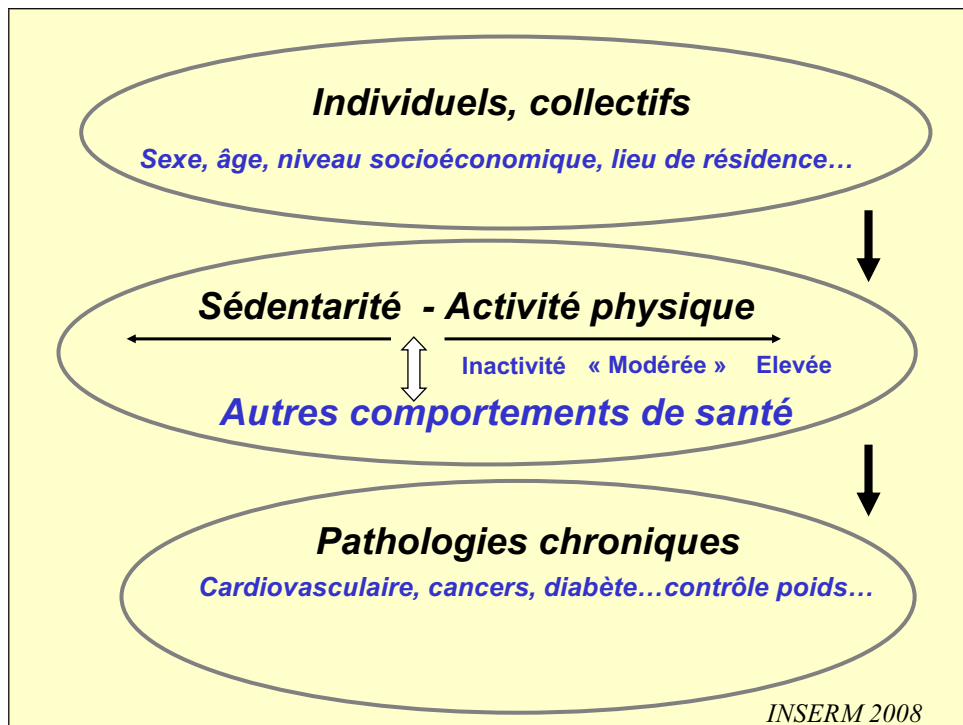 Individuels, collectifs
Sexe, âge, niveau socioéconomique, lieu de résidence…
Sédentarité - Activité physique
Inactivité « Modérée » Elevée
Autres comportements de santé
Pathologies chroniques
Cardiovasculaire, cancers, diabète…contrôle poids…
INSERM 2008